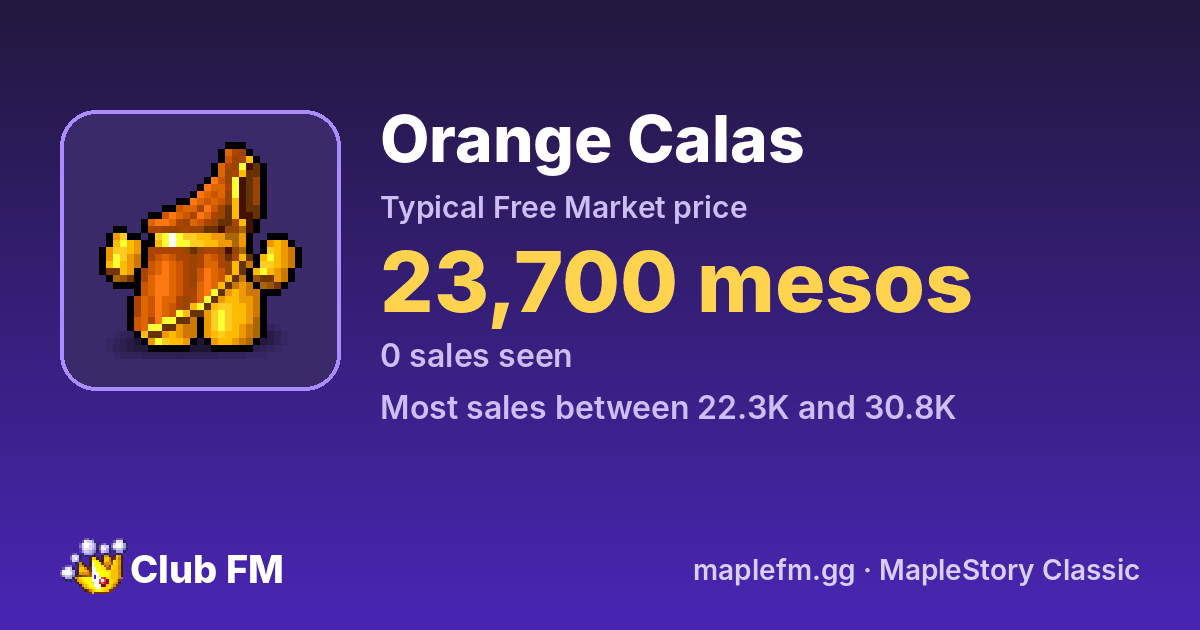 Orange Calas
Typical Free Market price
23,700 mesos
0 sales seen
Most sales between 22.3K and 30.8K
Club FM
maplefm.gg · MapleStory Classic